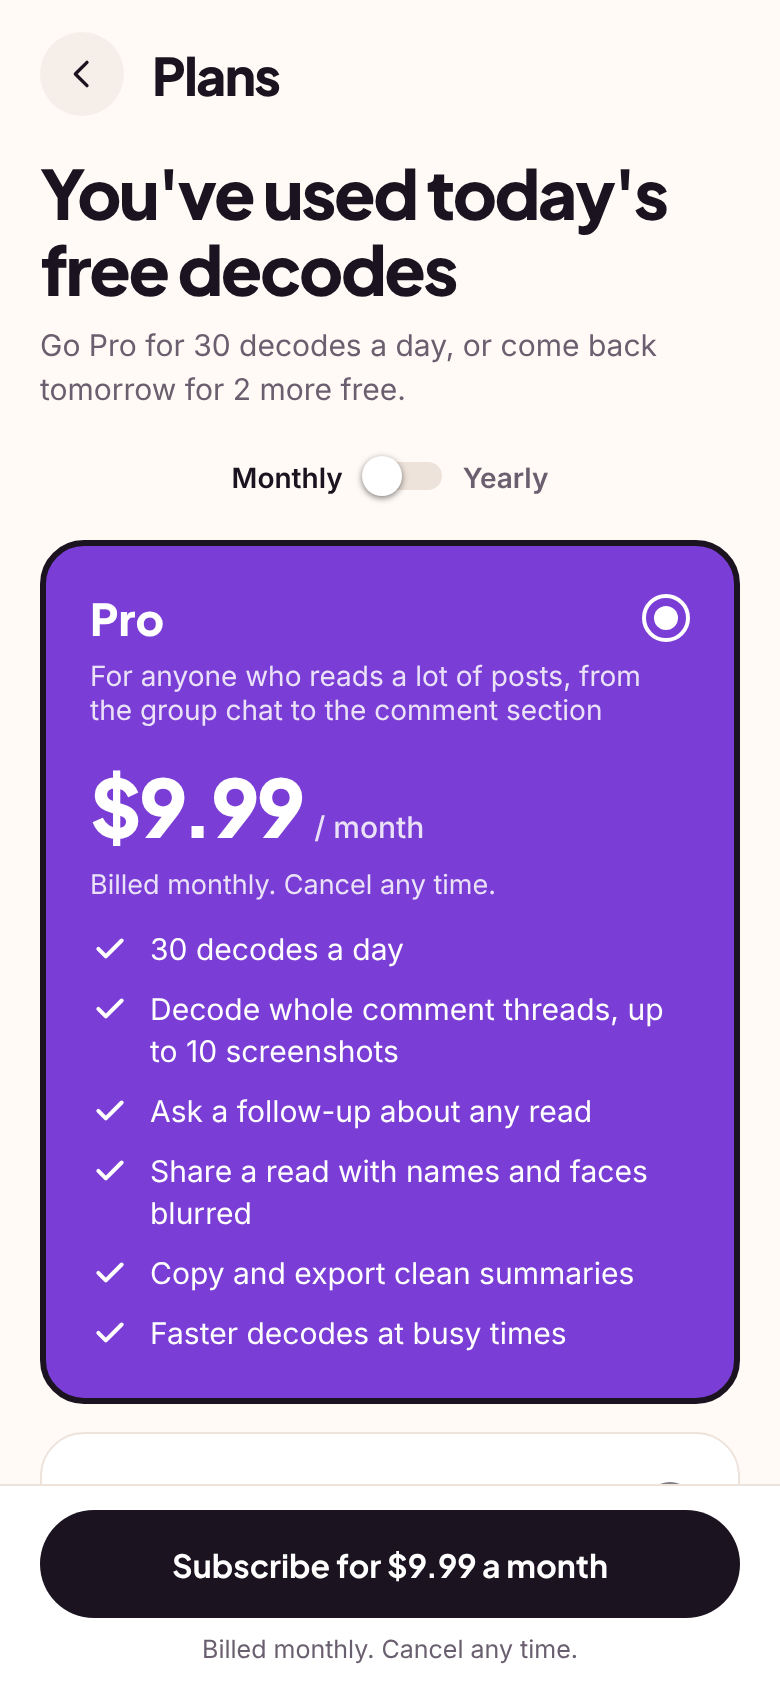 Plans
You've used today's
free decodes
Go Pro for 30 decodes a day, or come back
tomorrow for 2 more free.
Monthly Yearly
Pro
For anyone who reads a lot of posts, from
the group chat to the comment section
$9.99 / month
Billed monthly. Cancel any time.
30 decodes a day
Decode whole comment threads, up
to 10 screenshots
Ask a follow-up about any read
Share a read with names and faces
blurred
Copy and export clean summaries
Faster decodes at busy times
Subscribe for $9.99 a month
Billed monthly. Cancel any time.